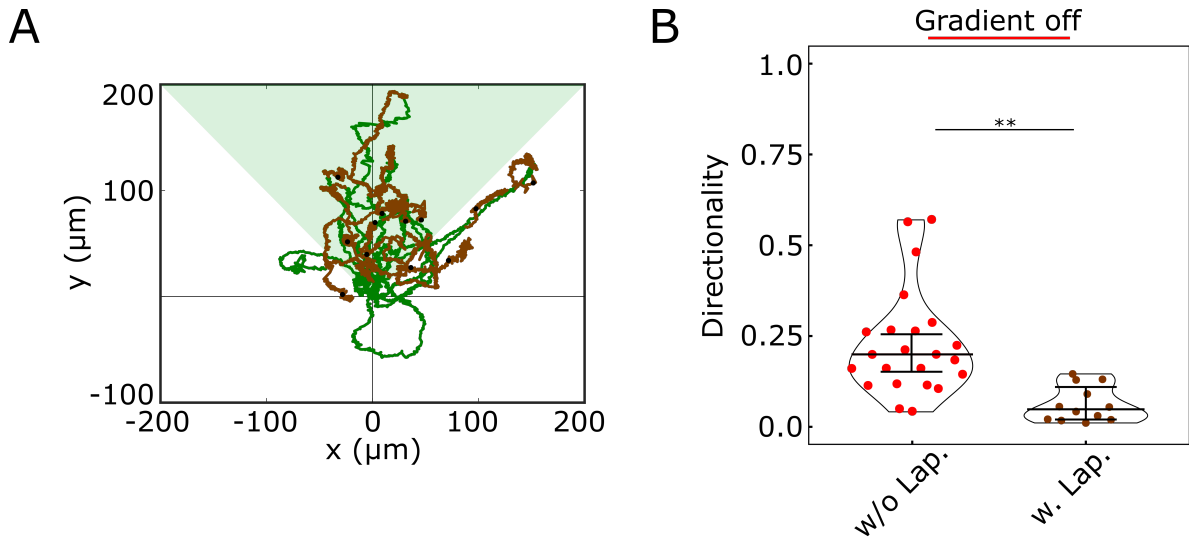 A
200
100
-100
-200
-100
0
100
200
x (µm)
y (µm)
B
Gradient off
**
1.0
0.75
0.5
0.25
0.0
Directionality
w/o Lap.
w. Lap.